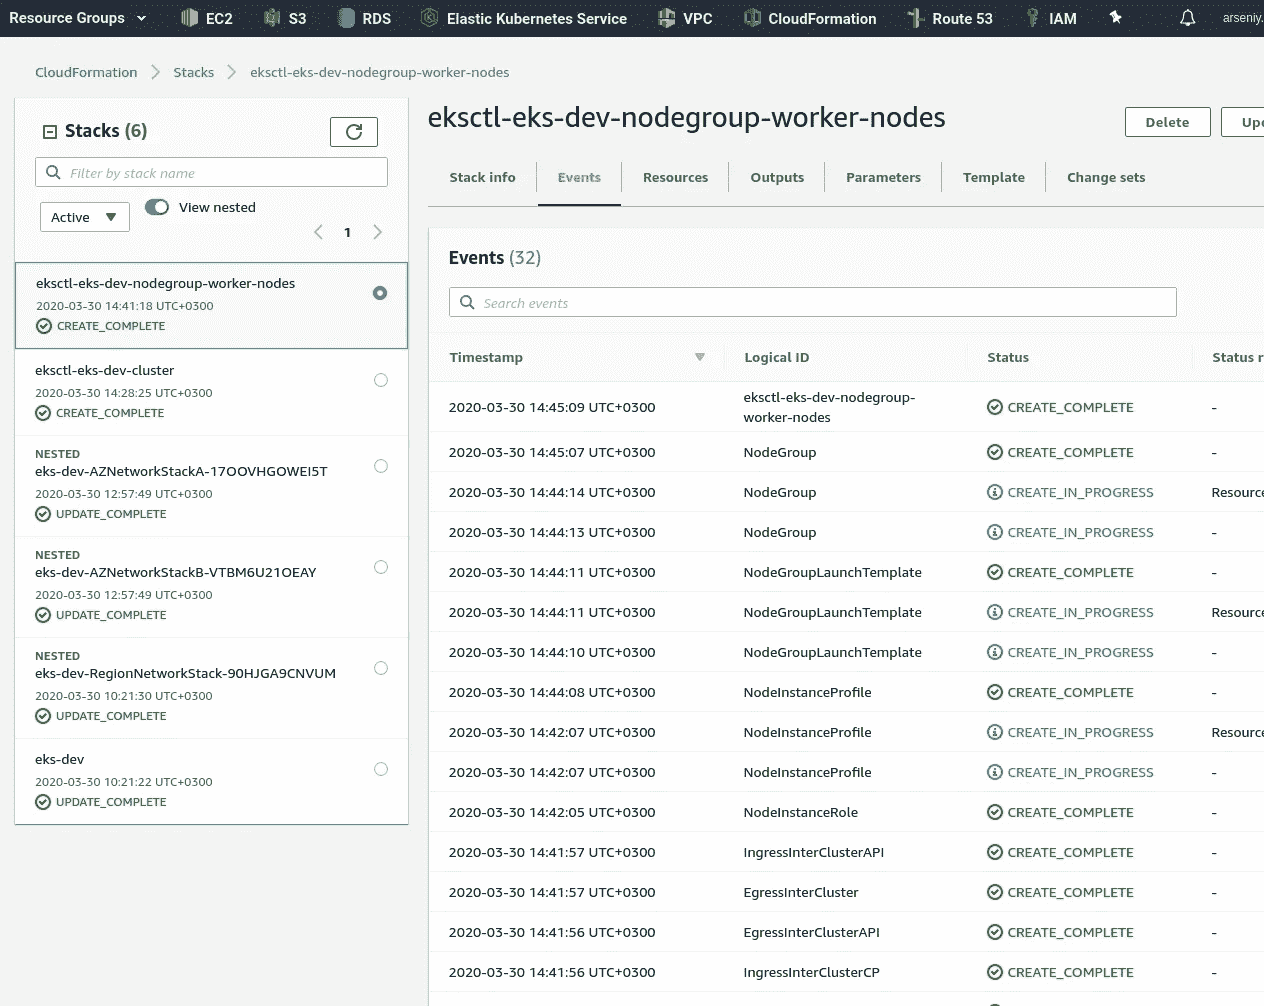 Resource Groups EC2 S3 RDS Elastic Kubernetes Service VPC CloudFormation Route 53 IAM arseniy.
CloudFormation Stacks eksctl-eks-dev-nodegroup-worker-nodes
Stacks (6)
Filter by stack name
Active View nested
1
eksctl-eks-dev-nodegroup-worker-nodes
2020-03-30 14:41:18 UTC+0300
CREATE_COMPLETE
eksctl-eks-dev-cluster
2020-03-30 14:28:25 UTC+0300
CREATE_COMPLETE
NESTED
eks-dev-AZNetworkStackA-17OOVHGOWEI5T
2020-03-30 12:57:49 UTC+0300
UPDATE_COMPLETE
NESTED
eks-dev-AZNetworkStackB-VTBM6U21OEAY
2020-03-30 12:57:49 UTC+0300
UPDATE_COMPLETE
NESTED
eks-dev-RegionNetworkStack-90HJGA9CNVUM
2020-03-30 10:21:30 UTC+0300
UPDATE_COMPLETE
eks-dev
2020-03-30 10:21:22 UTC+0300
UPDATE_COMPLETE
eksctl-eks-dev-nodegroup-worker-nodes
Delete Up
Stack info Events Resources Outputs Parameters Template Change sets
Events (32)
Search events
Timestamp Logical ID Status Status r
2020-03-30 14:45:09 UTC+0300 eksctl-eks-dev-nodegroup-
worker-nodes CREATE_COMPLETE -
2020-03-30 14:45:07 UTC+0300 NodeGroup CREATE_COMPLETE -
2020-03-30 14:44:14 UTC+0300 NodeGroup CREATE_IN_PROGRESS Resource
2020-03-30 14:44:13 UTC+0300 NodeGroup CREATE_IN_PROGRESS -
2020-03-30 14:44:11 UTC+0300 NodeGroupLaunchTemplate CREATE_COMPLETE -
2020-03-30 14:44:11 UTC+0300 NodeGroupLaunchTemplate CREATE_IN_PROGRESS Resource
2020-03-30 14:44:10 UTC+0300 NodeGroupLaunchTemplate CREATE_IN_PROGRESS -
2020-03-30 14:44:08 UTC+0300 NodeInstanceProfile CREATE_COMPLETE -
2020-03-30 14:42:07 UTC+0300 NodeInstanceProfile CREATE_IN_PROGRESS Resource
2020-03-30 14:42:07 UTC+0300 NodeInstanceProfile CREATE_IN_PROGRESS -
2020-03-30 14:42:05 UTC+0300 NodeInstanceRole CREATE_COMPLETE -
2020-03-30 14:41:57 UTC+0300 IngressInterClusterAPI CREATE_COMPLETE -
2020-03-30 14:41:57 UTC+0300 EgressInterCluster CREATE_COMPLETE -
2020-03-30 14:41:56 UTC+0300 EgressInterClusterAPI CREATE_COMPLETE -
2020-03-30 14:41:56 UTC+0300 IngressInterClusterCP CREATE_COMPLETE -